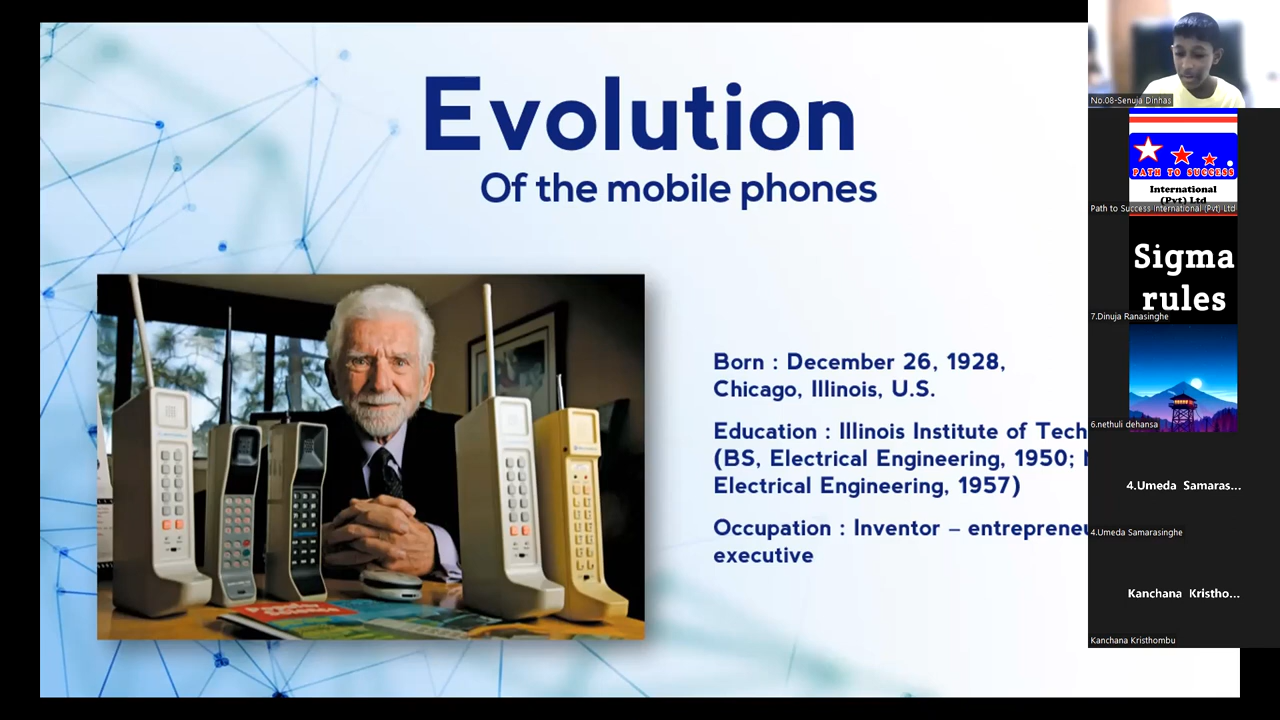 Evolution
Of the mobile phones
Born : December 26, 1928,
Chicago, Illinois, U.S.
Education : Illinois Institute of Tech
(BS, Electrical Engineering, 1950;
Electrical Engineering, 1957)
Occupation : Inventor – entrepreneu
executive
No.08-Senuja Dinhas
PATH TO SUCCESS
International
(Pvt) Ltd
Path to Success International (Pvt) Ltd
Sigma
rules
7.Dinuja Ranasinghe
6.nethuli dehansa
4.Umeda Samaras...
4.Umeda Samarasinghe
Kanchana Kristho...
Kanchana Kristhombu